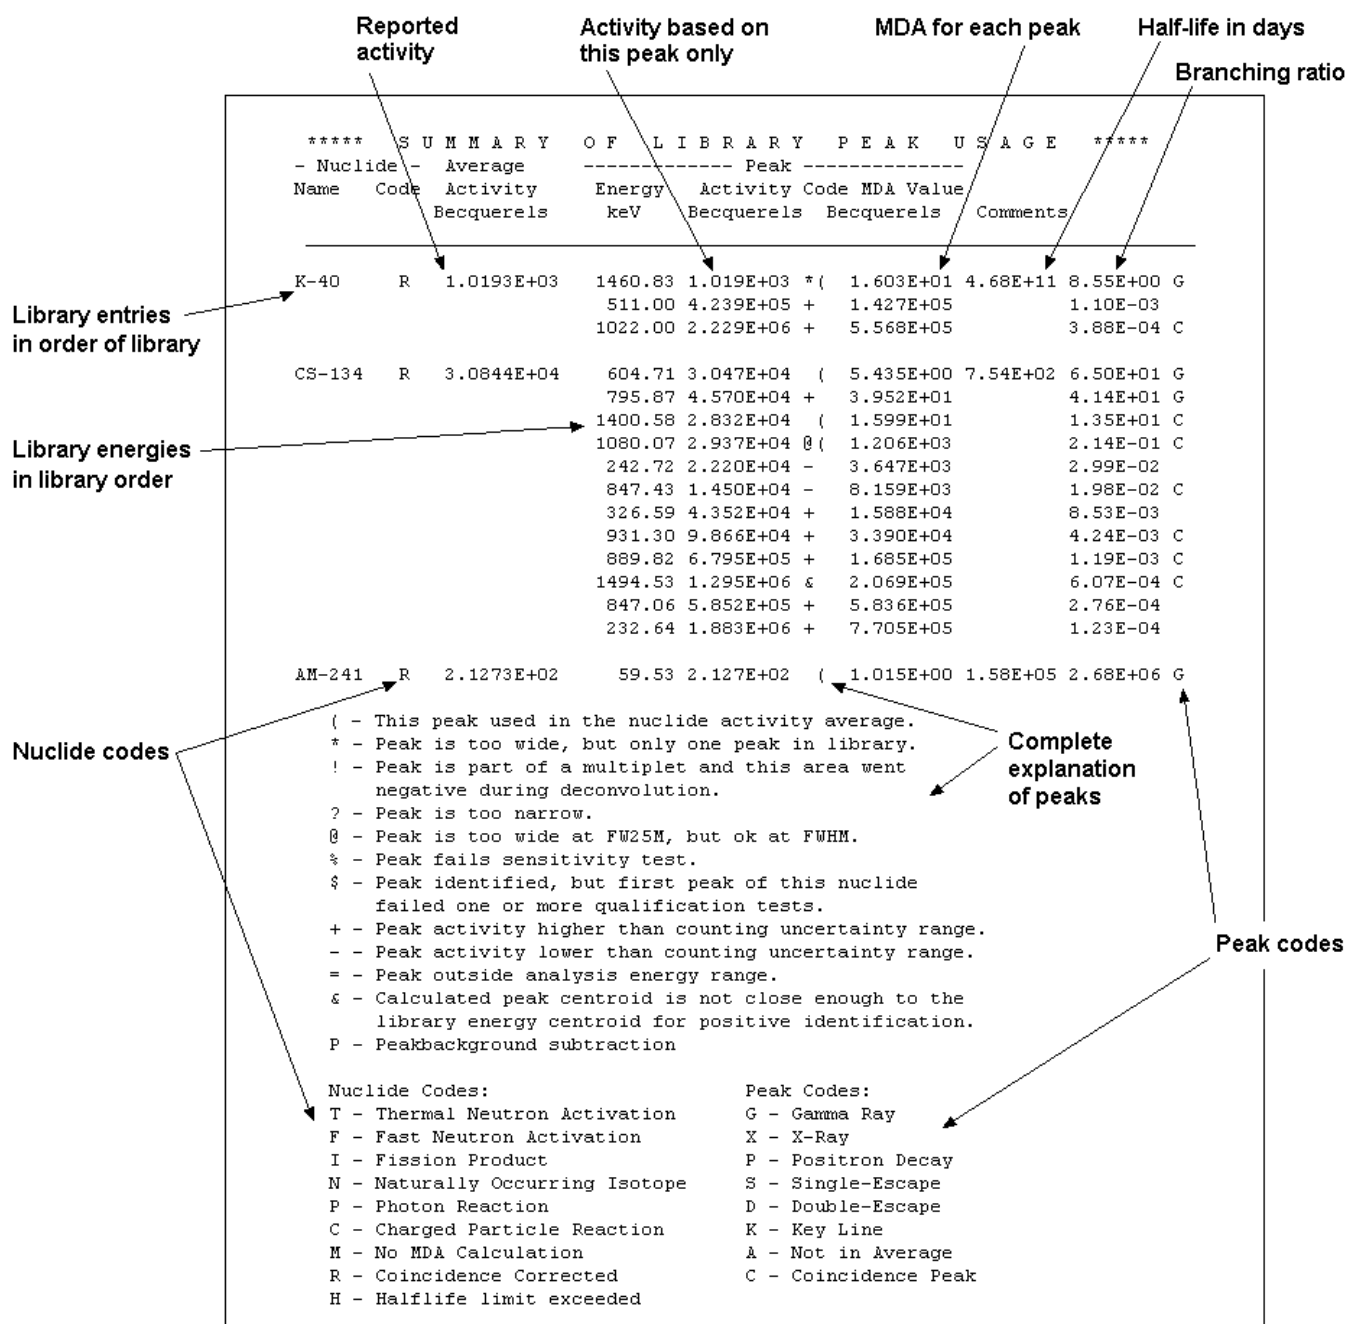 Reported activity
Activity based on this peak only
MDA for each peak
Half-life in days
Branching ratio
***** S U M M A R Y   O F   L I B R A R Y   P E A K   U S A G E *****
- Nuclide -   Average   ------------- Peak --------------
Name   Code   Activity   Energy   Activity Code MDA Value
Becquerels   keV   Becquerels   Becquerels   Comments
K-40   R   1.0193E+03   1460.83 1.019E+03 *(   1.603E+01 4.68E+11 8.55E+00 G
511.00 4.239E+05 +   1.427E+05   1.10E-03
1022.00 2.229E+06 +   5.568E+05   3.88E-04 C
Library entries
in order of library
CS-134   R   3.0844E+04   604.71 3.047E+04   (   5.435E+00 7.54E+02 6.50E+01 G
795.87 4.570E+04 +   3.952E+01   4.14E+01 G
1400.58 2.832E+04   (   1.599E+01   1.35E+01 C
1080.07 2.937E+04 @(   1.206E+03   2.14E-01 C
242.72 2.220E+04 -   3.647E+03   2.99E-02
847.43 1.450E+04 -   8.159E+03   1.98E-02 C
326.59 4.352E+04 +   1.588E+04   8.53E-03
931.30 9.866E+04 +   3.390E+04   4.24E-03 C
889.82 6.795E+05 +   1.685E+05   1.19E-03 C
1494.53 1.295E+06 &   2.069E+05   6.07E-04 C
847.06 5.852E+05 +   5.836E+05   2.76E-04
232.64 1.883E+06 +   7.705E+05   1.23E-04
Library energies
in library order
AM-241   R   2.1273E+02   59.53 2.127E+02   (   1.015E+00 1.58E+05 2.68E+06 G
( - This peak used in the nuclide activity average.
* - Peak is too wide, but only one peak in library.
! - Peak is part of a multiplet and this area went
negative during deconvolution.
? - Peak is too narrow.
@ - Peak is too wide at FW25M, but ok at FWHM.
% - Peak fails sensitivity test.
$ - Peak identified, but first peak of this nuclide
failed one or more qualification tests.
+ - Peak activity higher than counting uncertainty range.
- - Peak activity lower than counting uncertainty range.
= - Peak outside analysis energy range.
& - Calculated peak centroid is not close enough to the
library energy centroid for positive identification.
P - Peakbackground subtraction
Nuclide codes
Complete
explanation
of peaks
Peak codes
Nuclide Codes:   Peak Codes:
T - Thermal Neutron Activation   G - Gamma Ray
F - Fast Neutron Activation   X - X-Ray
I - Fission Product   P - Positron Decay
N - Naturally Occurring Isotope   S - Single-Escape
P - Photon Reaction   D - Double-Escape
C - Charged Particle Reaction   K - Key Line
M - No MDA Calculation   A - Not in Average
R - Coincidence Corrected   C - Coincidence Peak
H - Halflife limit exceeded